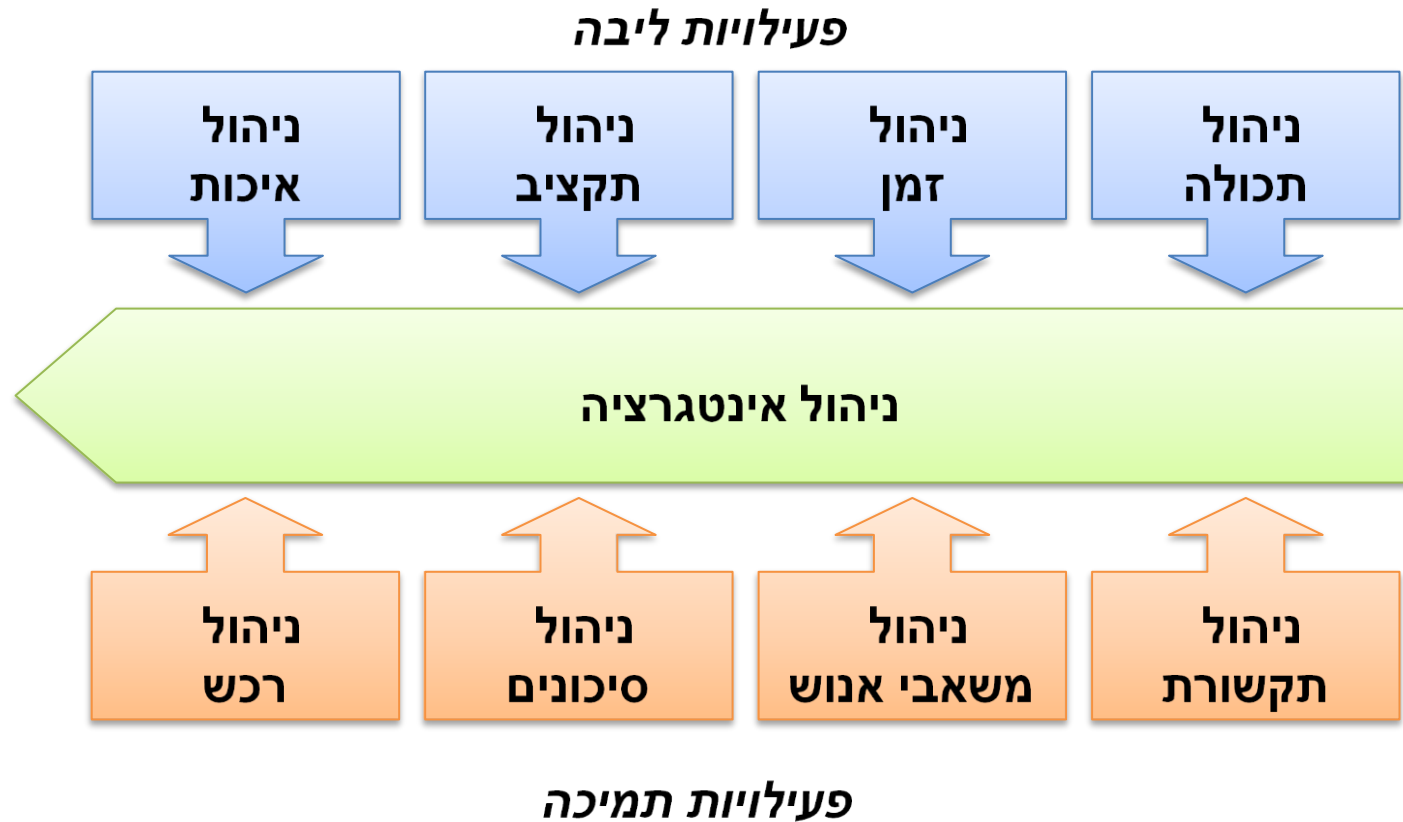 פעילויות ליבה
ניהול
תכולה
ניהול
זמן
ניהול
תקציב
ניהול
איכות
ניהול אינטגרציה
ניהול
תקשורת
ניהול
משאבי אנוש
ניהול
סיכונים
ניהול
רכש
פעילויות תמיכה